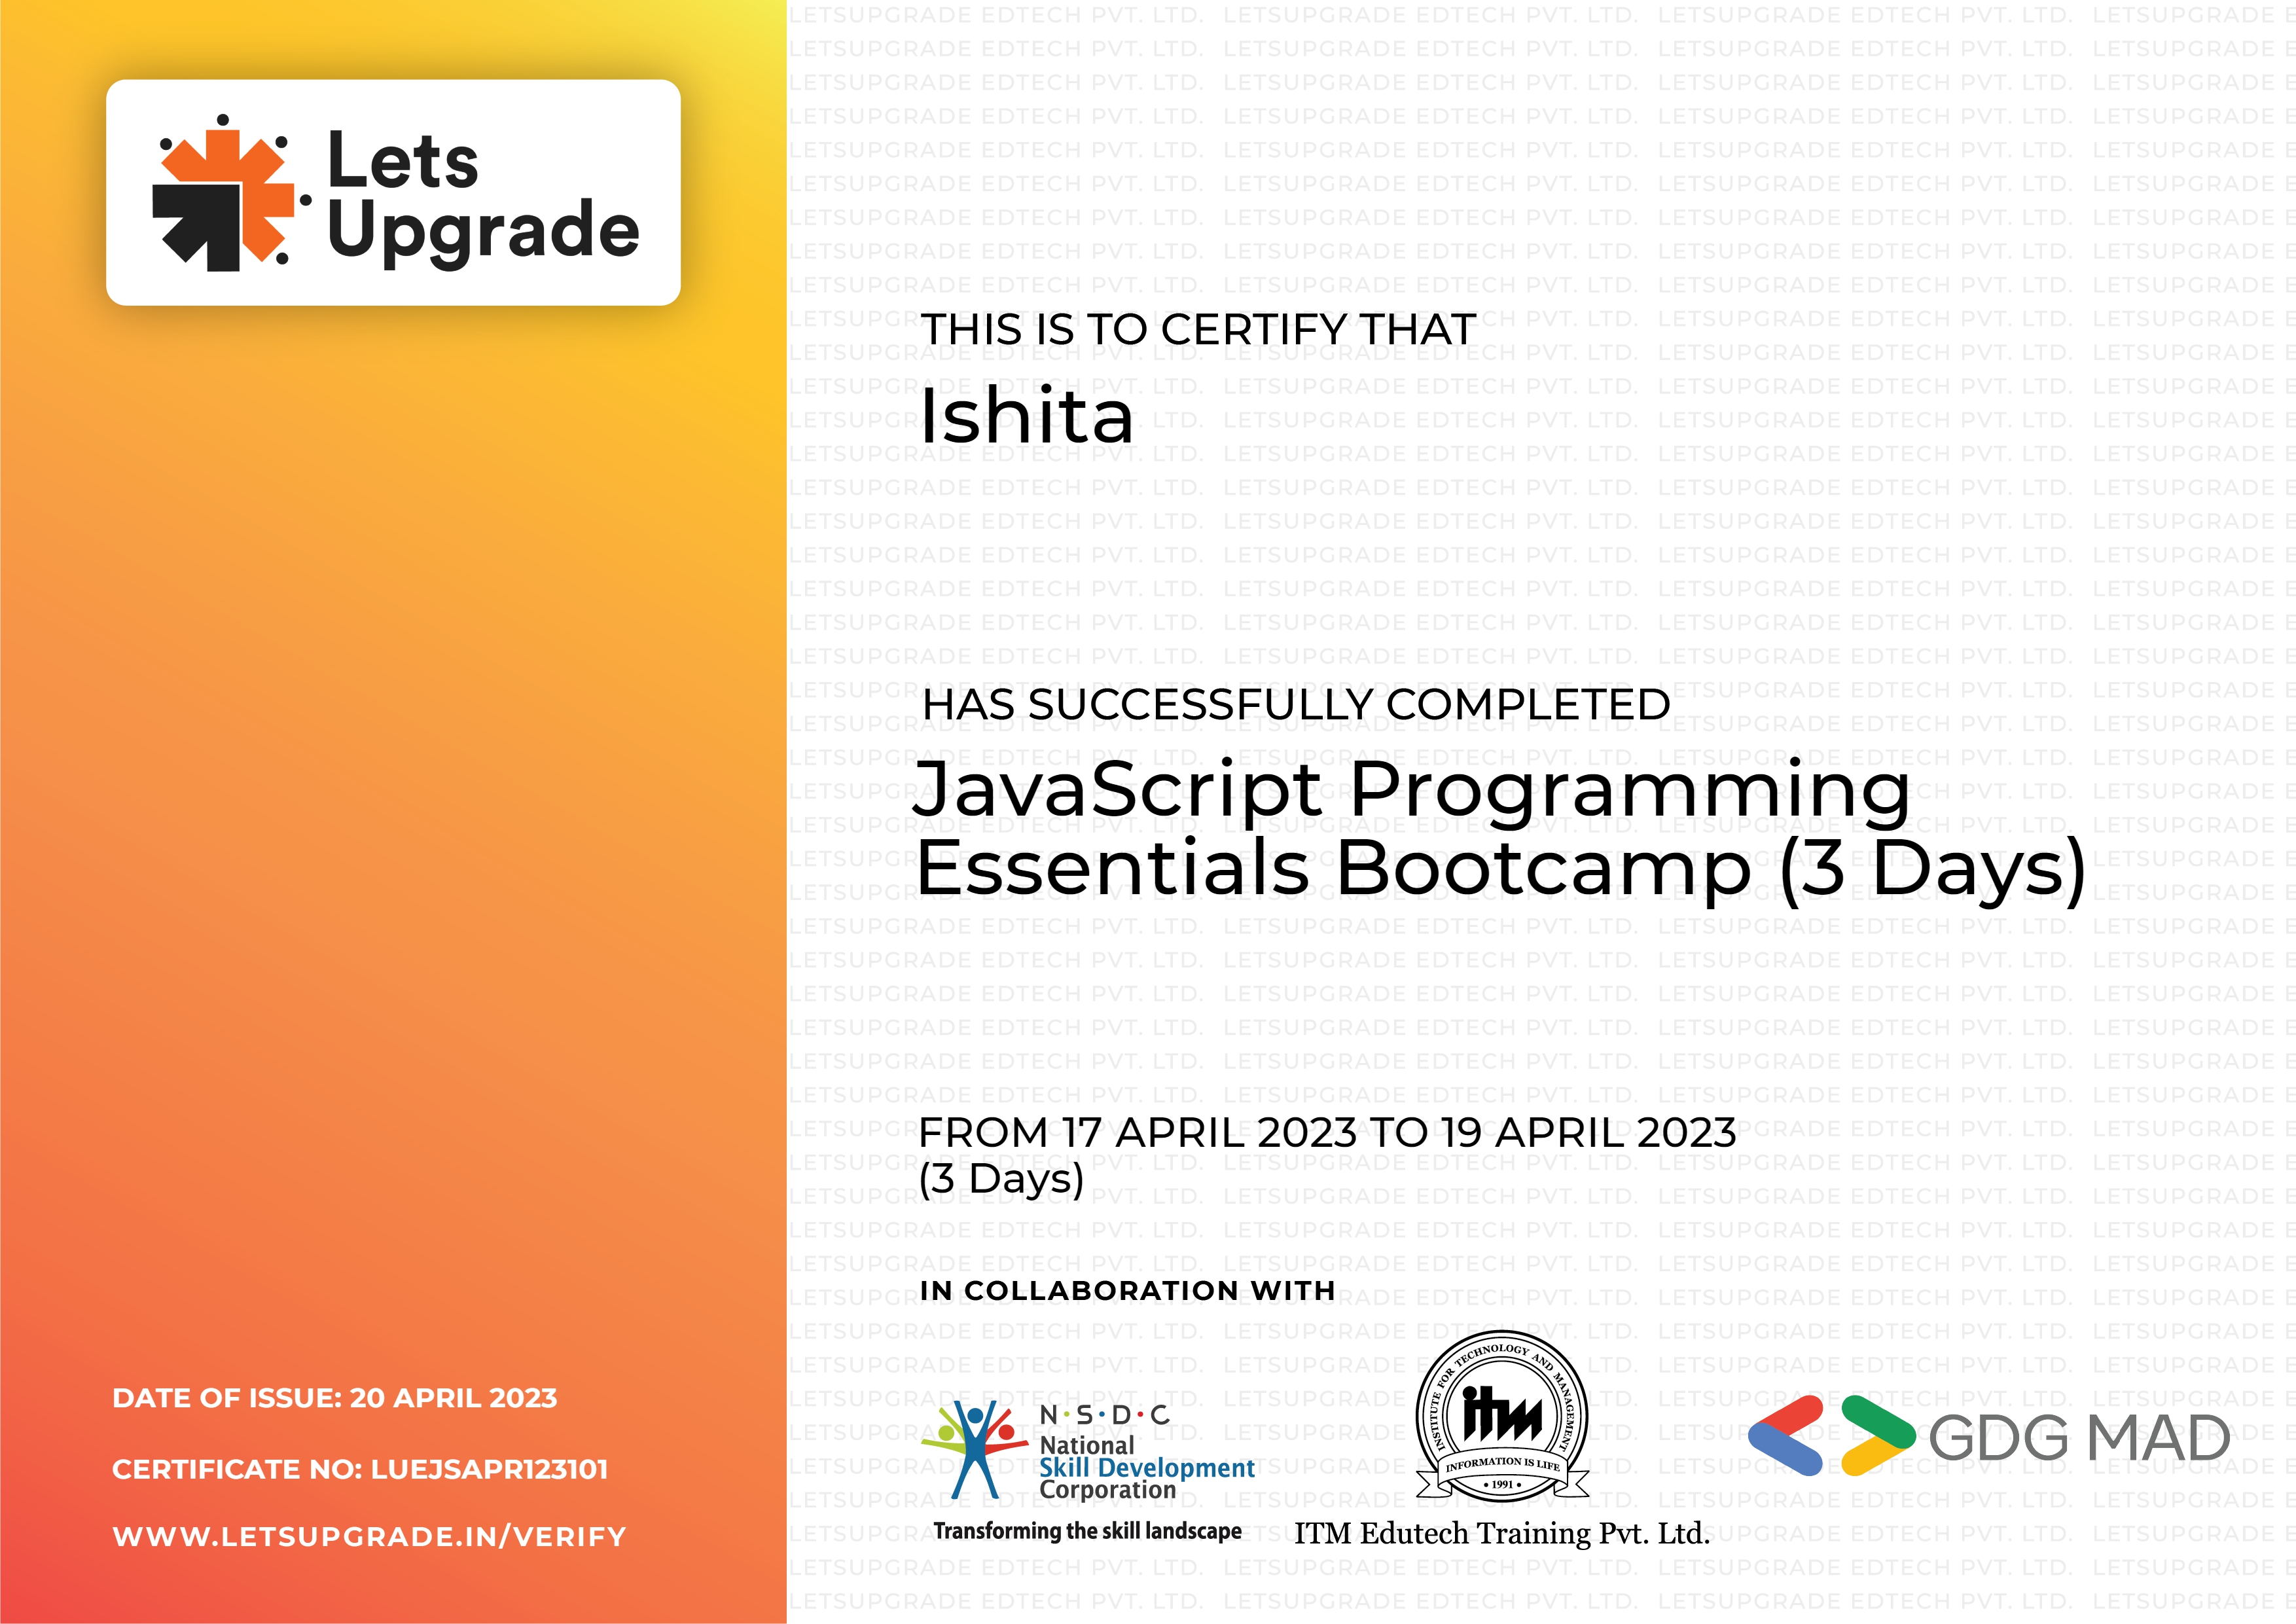 Lets
Upgrade
THIS IS TO CERTIFY THAT
Ishita
HAS SUCCESSFULLY COMPLETED
JavaScript Programming
Essentials Bootcamp (3 Days)
FROM 17 APRIL 2023 TO 19 APRIL 2023
(3 Days)
IN COLLABORATION WITH
N·S·D·C
National
Skill Development
Corporation
Transforming the skill landscape
INSTITUTE FOR TECHNOLOGY AND MANAGEMENT
itm
INFORMATION IS LIFE
• 1991 •
ITM Edutech Training Pvt. Ltd.
GDG MAD
DATE OF ISSUE: 20 APRIL 2023
CERTIFICATE NO: LUEJSAPR123101
WWW.LETSUPGRADE.IN/VERIFY
LETSUPGRADE EDTECH PVT. LTD.